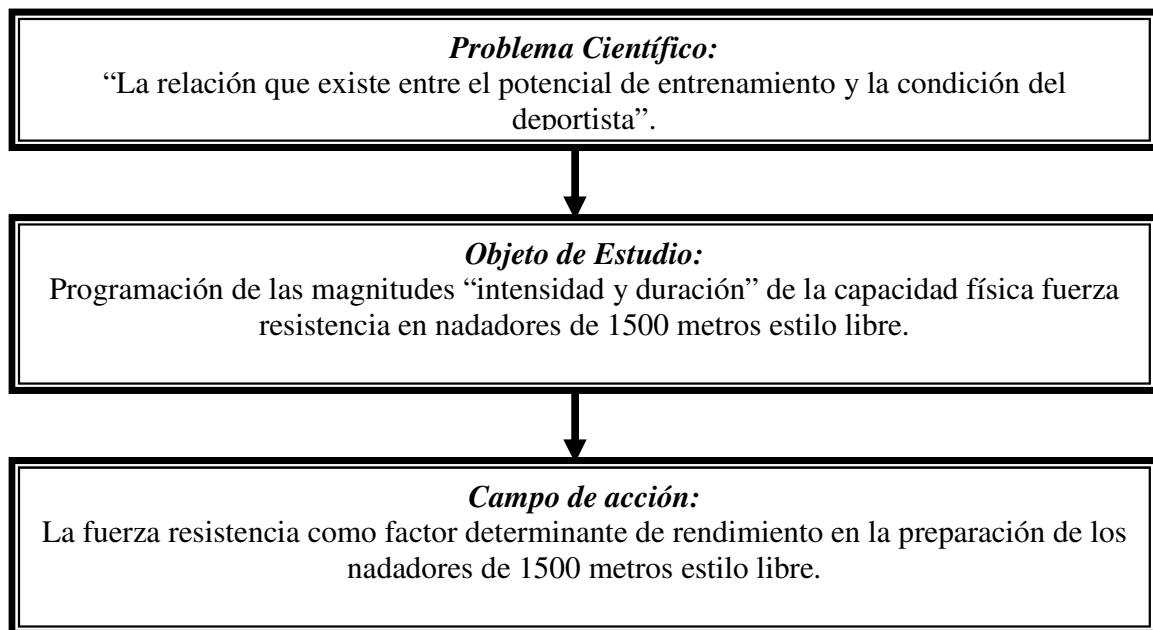 Problema Científico:
“La relación que existe entre el potencial de entrenamiento y la condición del
deportista”.
Objeto de Estudio:
Programación de las magnitudes “intensidad y duración” de la capacidad física fuerza
resistencia en nadadores de 1500 metros estilo libre.
Campo de acción:
La fuerza resistencia como factor determinante de rendimiento en la preparación de los
nadadores de 1500 metros estilo libre.